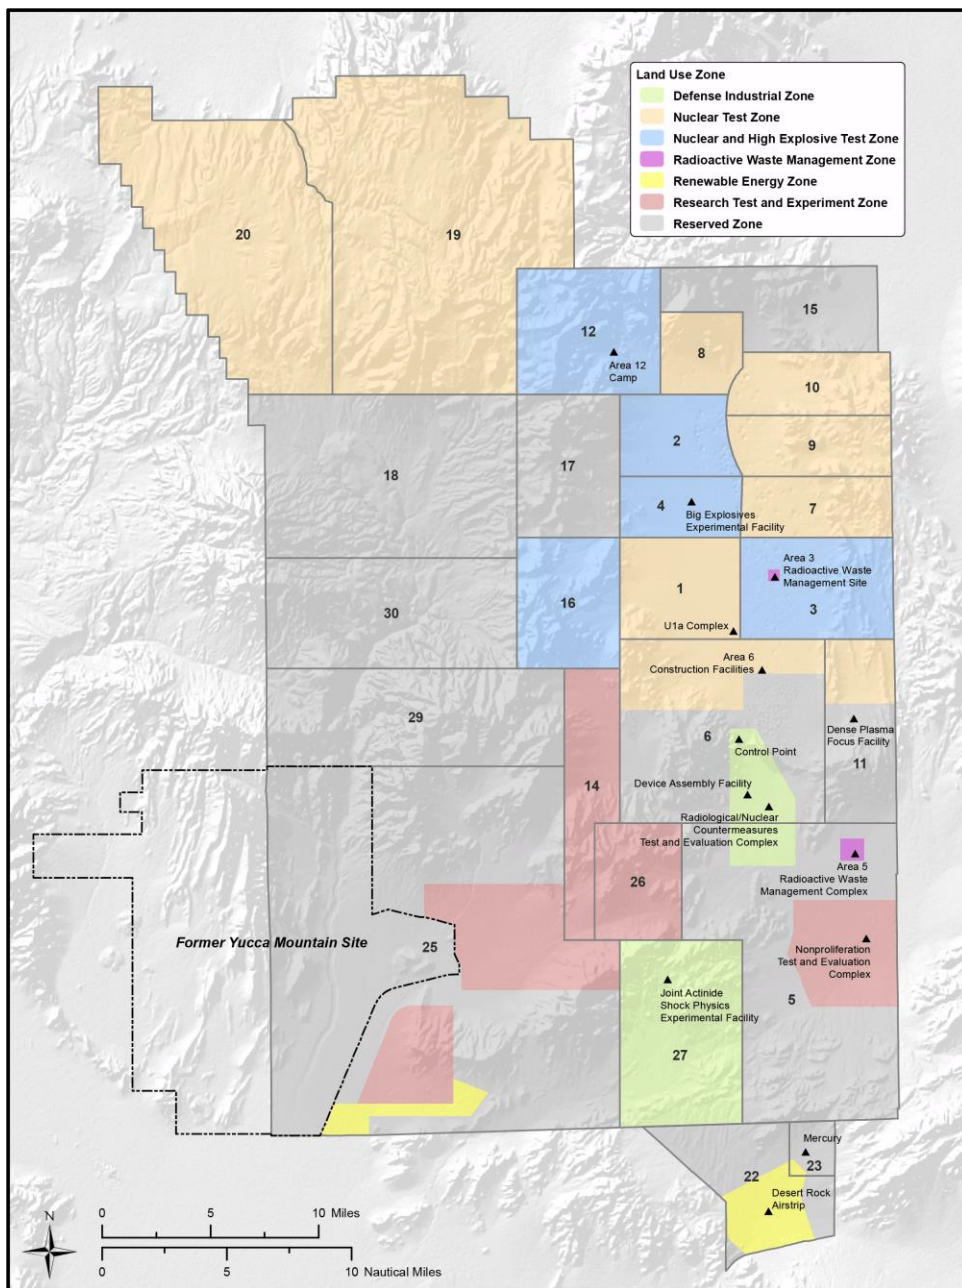 Land Use Zone
Defense Industrial Zone
Nuclear Test Zone
Nuclear and High Explosive Test Zone
Radioactive Waste Management Zone
Renewable Energy Zone
Research Test and Experiment Zone
Reserved Zone
20
19
15
12
Area 12
Camp
8
10
2
9
18
17
4
Big Explosives
Experimental Facility
7
Area 3
Radioactive Waste
Management Site
3
1
U1a Complex
16
30
Area 6
Construction Facilities
29
6
Control Point
Dense Plasma
Focus Facility
11
14
Device Assembly Facility
Radiological/Nuclear
Countermeasures
Test and Evaluation Complex
26
Area 5
Radioactive Waste
Management Complex
Former Yucca Mountain Site
25
Nonproliferation
Test and Evaluation
Complex
5
Joint Actinide
Shock Physics
Experimental Facility
27
Mercury
23
22
Desert Rock
Airstrip
N
0
5
10 Miles
0
5
10 Nautical Miles